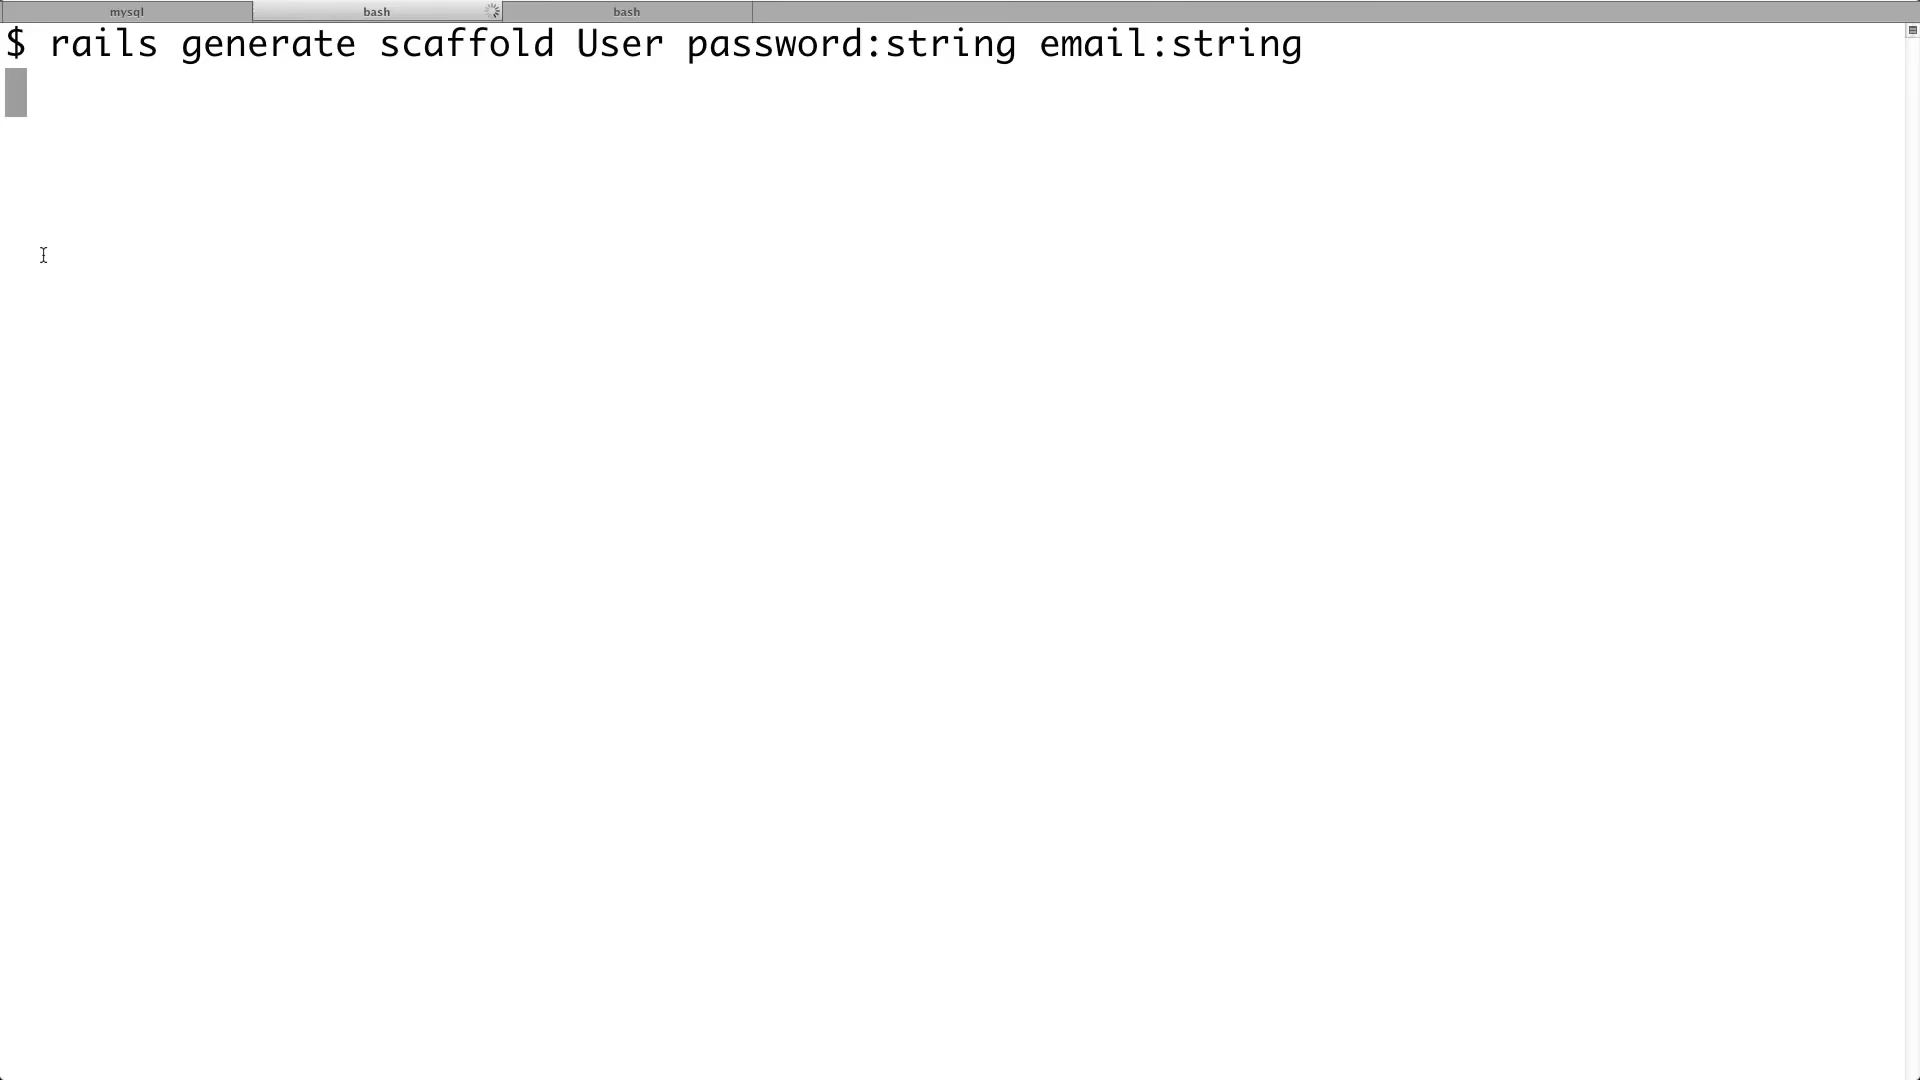 mysql bash bash
$ rails generate scaffold User password:string email:string